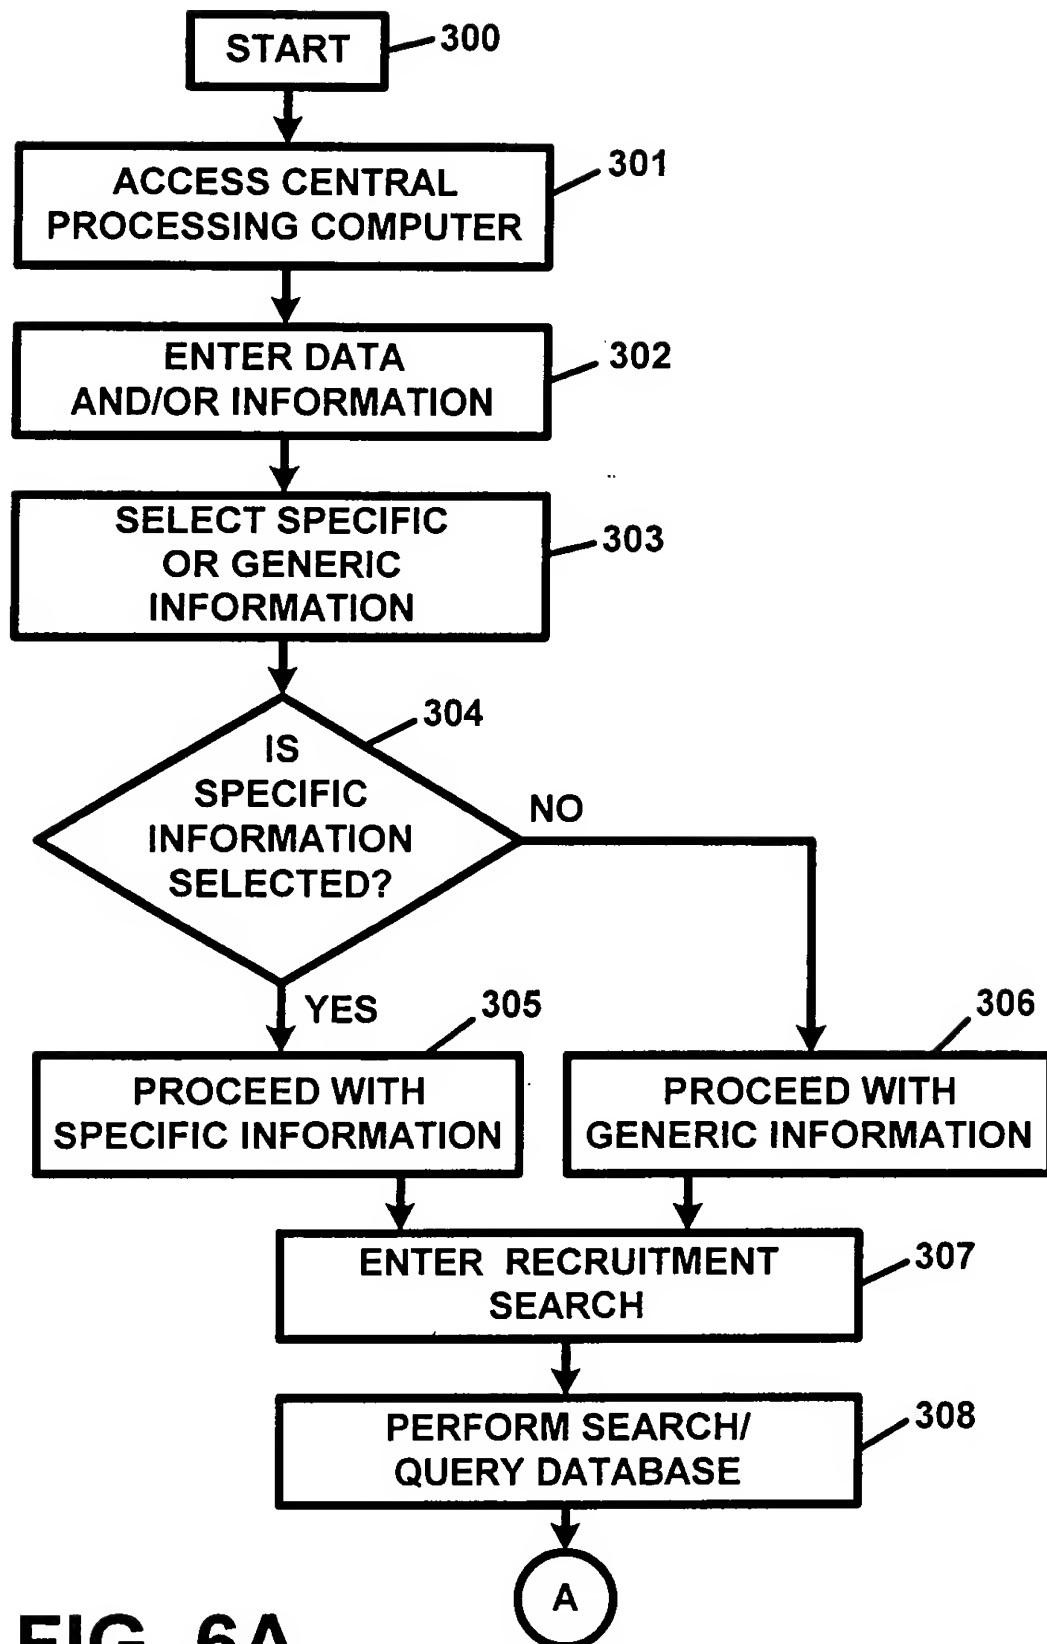 START
300
ACCESS CENTRAL
PROCESSING COMPUTER
301
ENTER DATA
AND/OR INFORMATION
302
SELECT SPECIFIC
OR GENERIC
INFORMATION
303
IS
SPECIFIC
INFORMATION
SELECTED?
304
NO
YES
305
PROCEED WITH
SPECIFIC INFORMATION
306
PROCEED WITH
GENERIC INFORMATION
ENTER RECRUITMENT
SEARCH
307
PERFORM SEARCH/
QUERY DATABASE
308
A
FIG. 6A